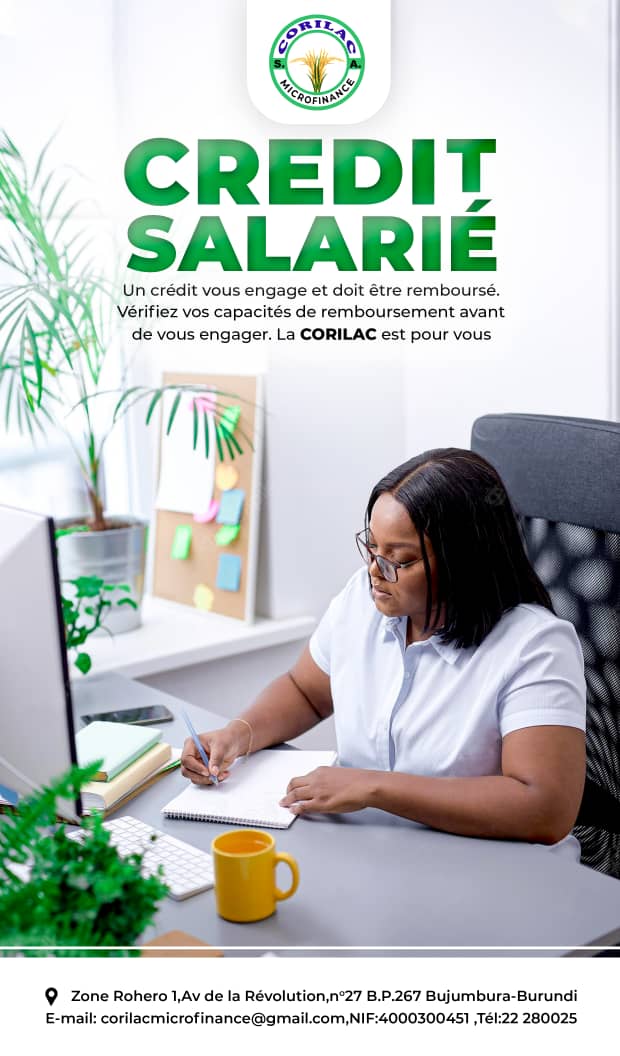 CORILAC
S. A.
MICROFINANCE
CREDIT
SALARIÉ
Un crédit vous engage et doit être remboursé.
Vérifiez vos capacités de remboursement avant
de vous engager. La CORILAC est pour vous
Zone Rohero 1,Av de la Révolution,n°27 B.P.267 Bujumbura-Burundi
E-mail: corilacmicrofinance@gmail.com,NIF:4000300451 ,Tél:22 280025